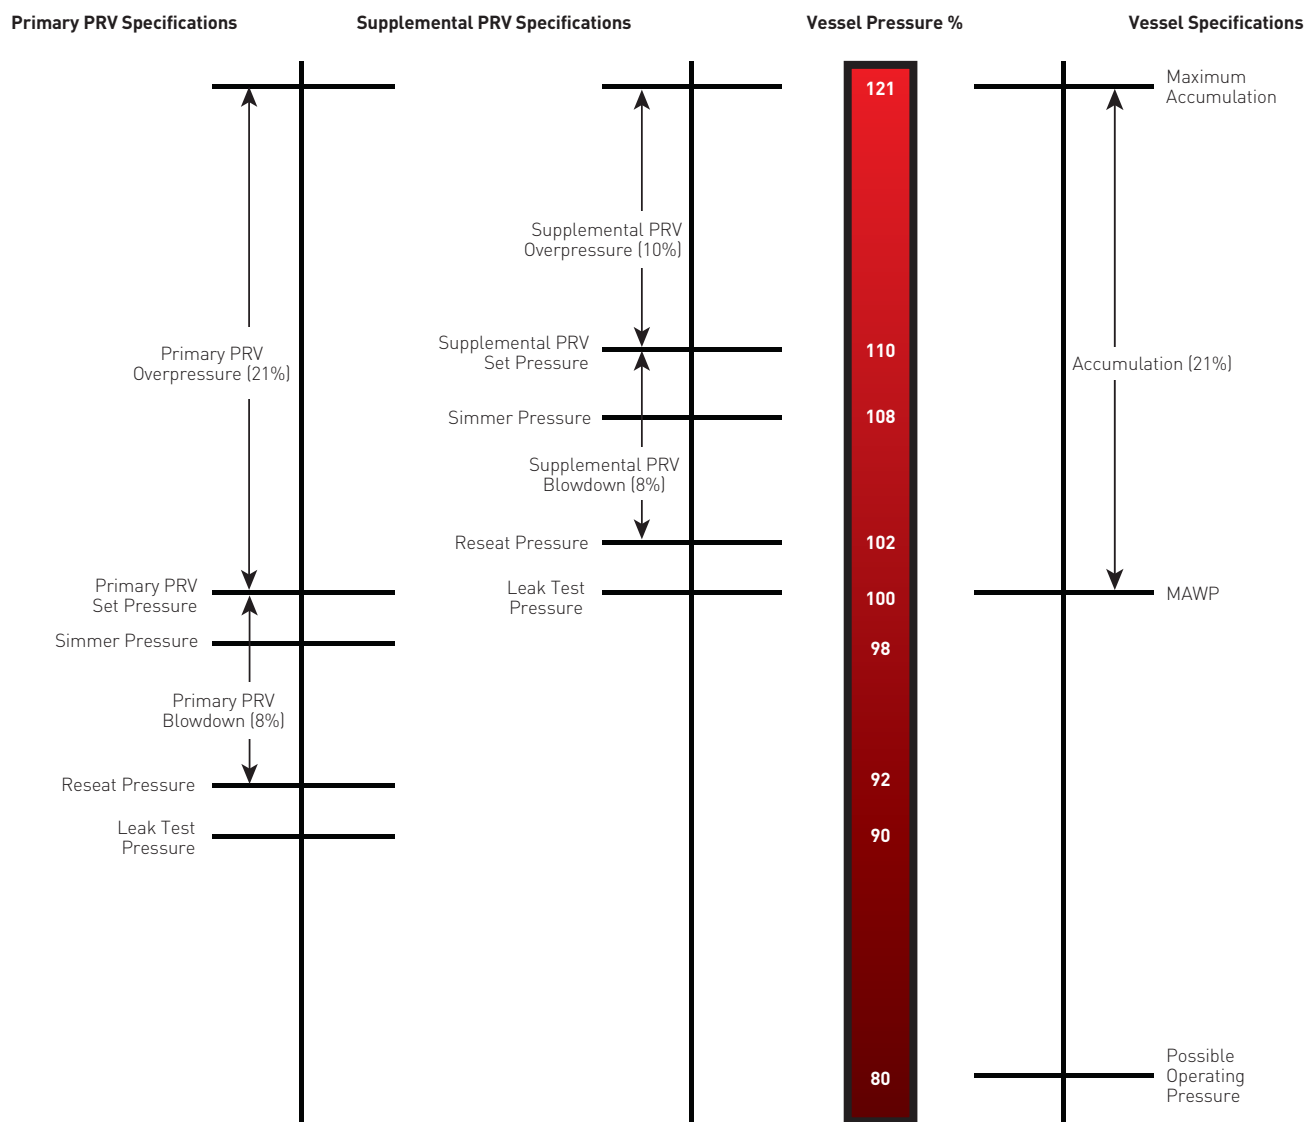 Primary PRV Specifications
Supplemental PRV Specifications
Vessel Pressure %
Vessel Specifications
Primary PRV
Overpressure (21%)
Primary PRV
Set Pressure
Simmer Pressure
Primary PRV
Blowdown (8%)
Reseat Pressure
Leak Test
Pressure
Supplemental PRV
Overpressure (10%)
Supplemental PRV
Set Pressure
Simmer Pressure
Supplemental PRV
Blowdown (8%)
Reseat Pressure
Leak Test
Pressure
121
110
108
102
100
98
92
90
80
Maximum
Accumulation
Accumulation (21%)
MAWP
Possible
Operating
Pressure